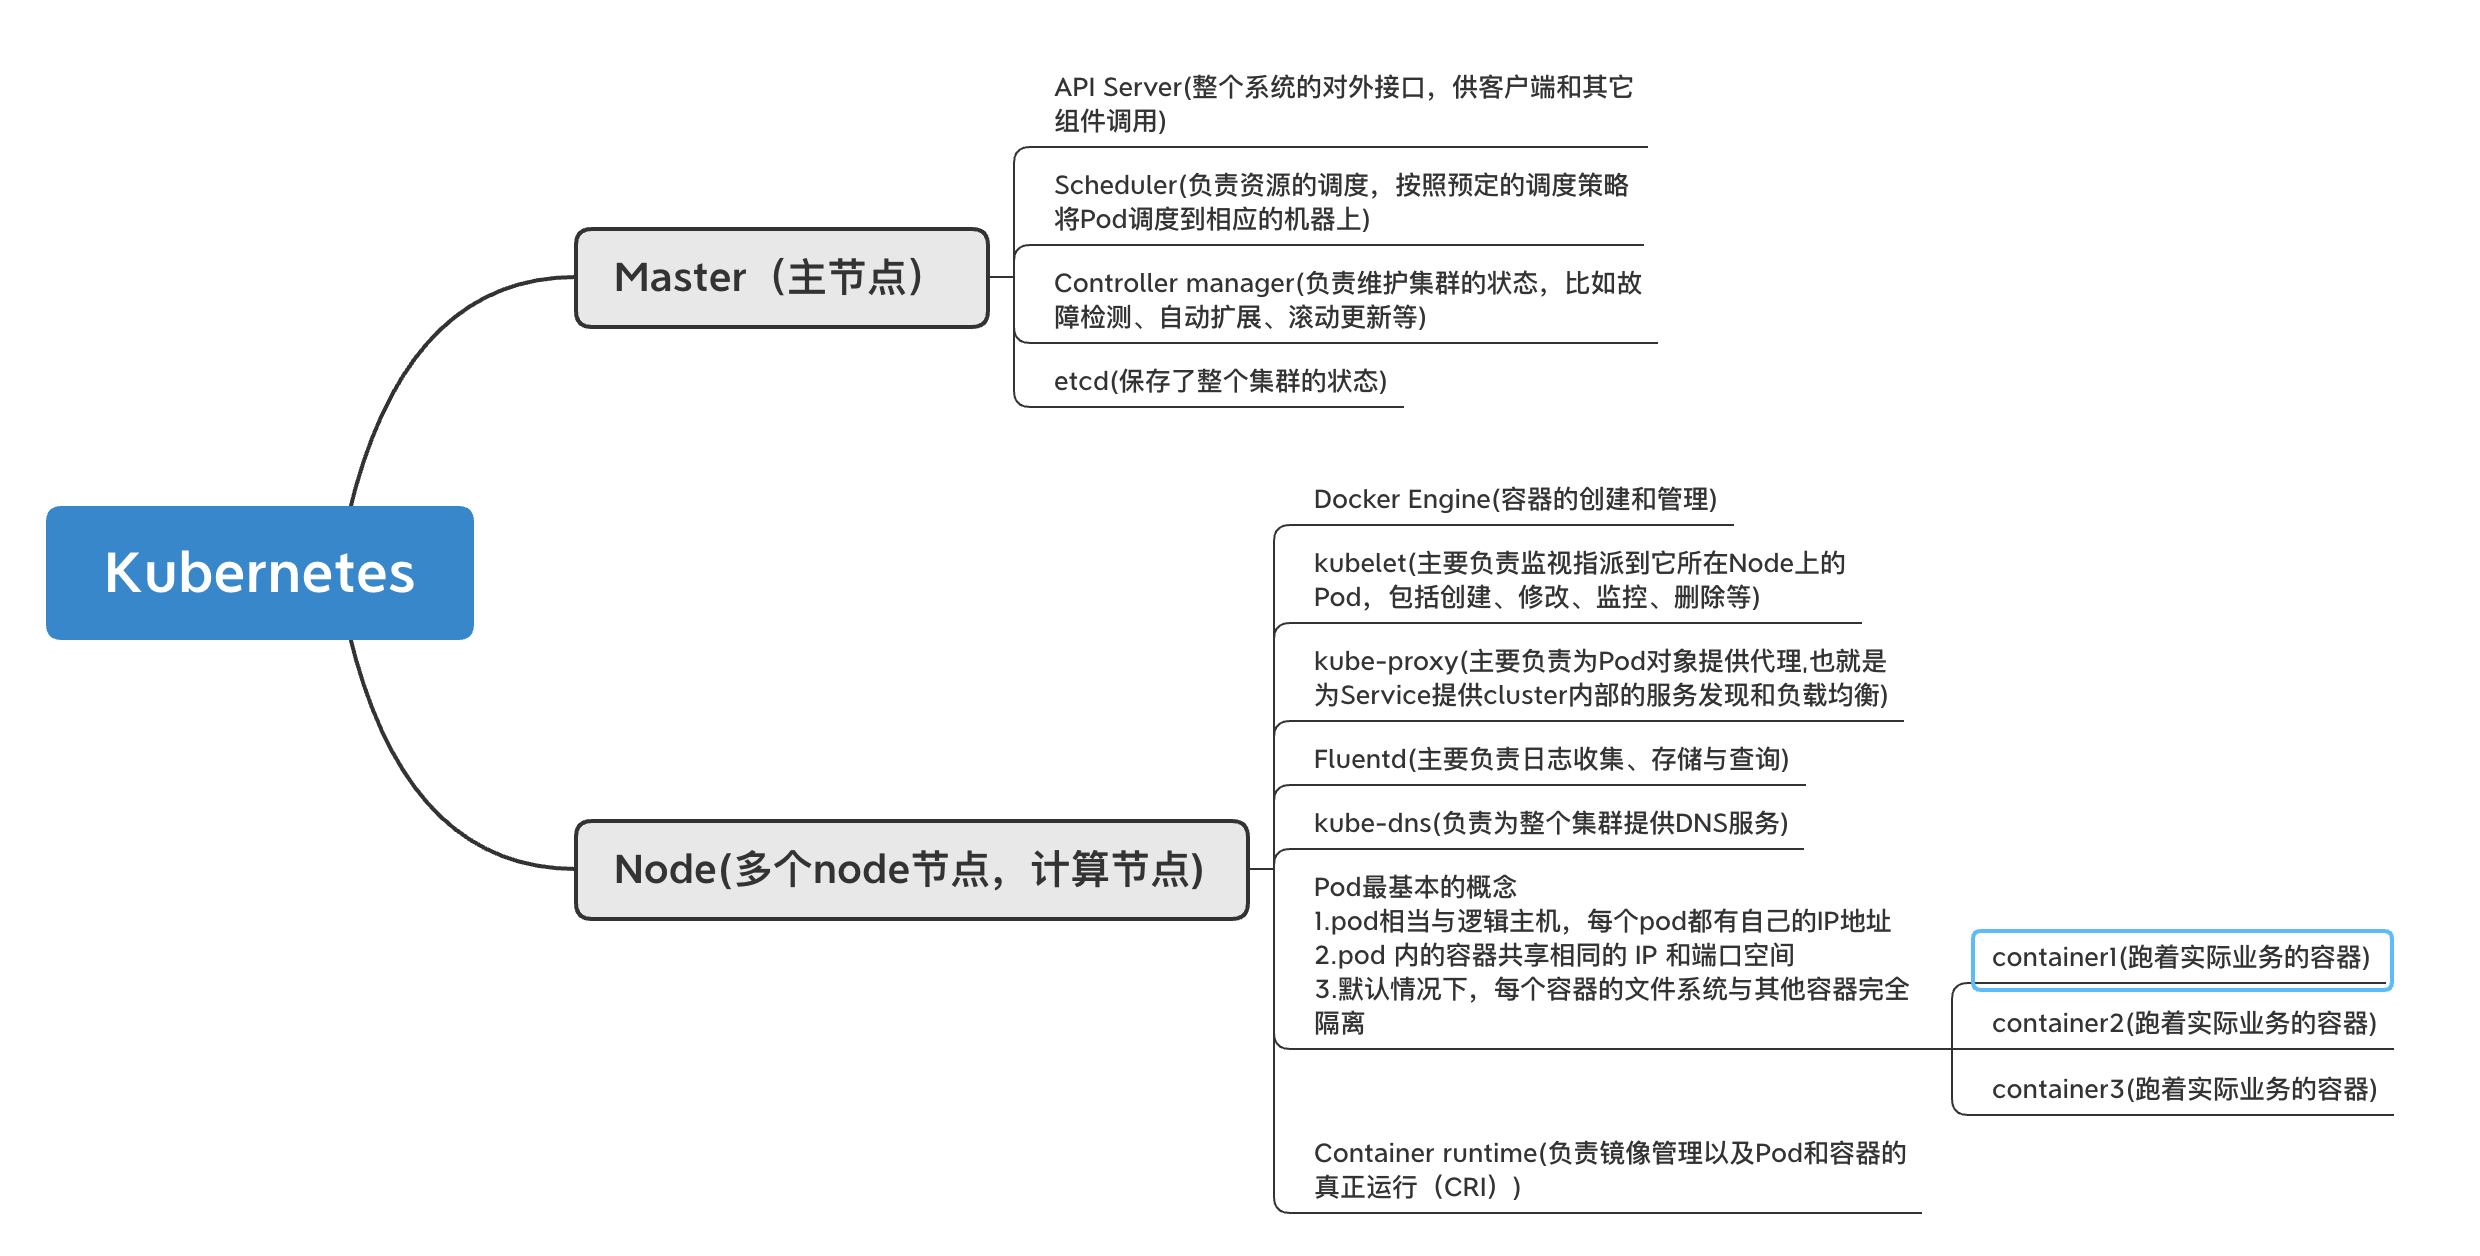 Kubernetes
Master（主节点）
API Server(整个系统的对外接口，供客户端和其它
组件调用)
Scheduler(负责资源的调度，按照预定的调度策略
将Pod调度到相应的机器上)
Controller manager(负责维护集群的状态，比如故
障检测、自动扩展、滚动更新等)
etcd(保存了整个集群的状态)
Node(多个node节点，计算节点)
Docker Engine(容器的创建和管理)
kubelet(主要负责监视指派到它所在Node上的
Pod，包括创建、修改、监控、删除等)
kube-proxy(主要负责为Pod对象提供代理,也就是
为Service提供cluster内部的服务发现和负载均衡)
Fluentd(主要负责日志收集、存储与查询)
kube-dns(负责为整个集群提供DNS服务)
Pod最基本的概念
1.pod相当与逻辑主机，每个pod都有自己的IP地址
2.pod 内的容器共享相同的 IP 和端口空间
3.默认情况下，每个容器的文件系统与其他容器完全
隔离
container1(跑着实际业务的容器)
container2(跑着实际业务的容器)
container3(跑着实际业务的容器)
Container runtime(负责镜像管理以及Pod和容器的
真正运行（CRI）)